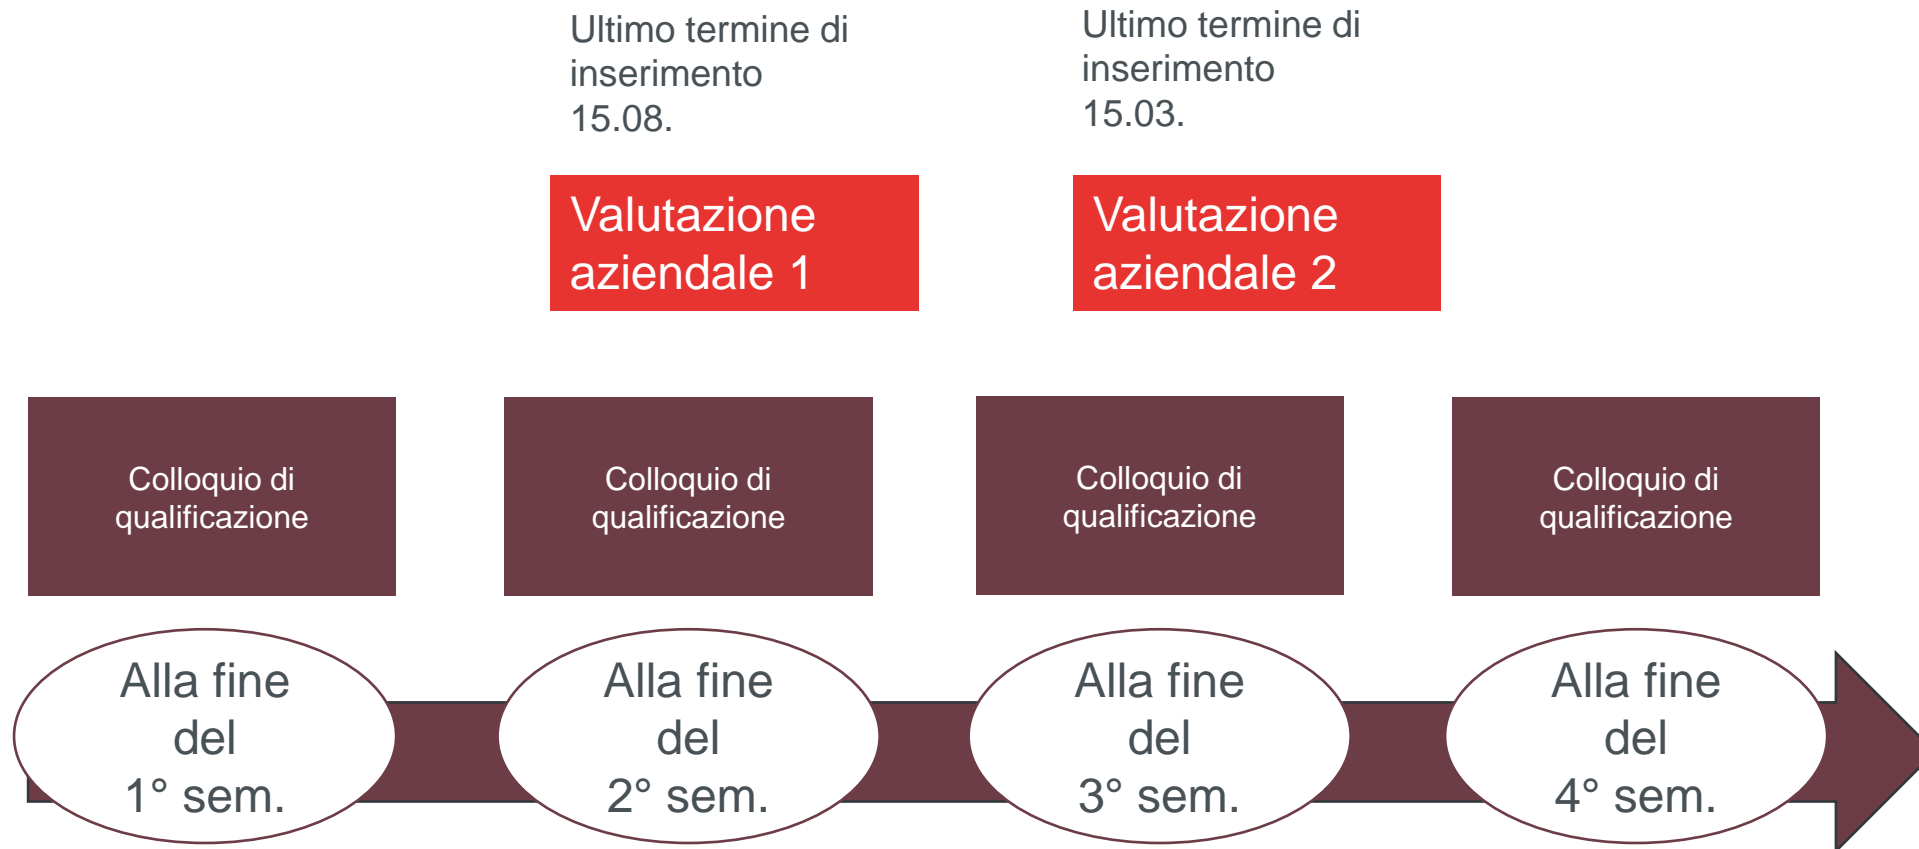 Ultimo termine di
inserimento
15.08.
Ultimo termine di
inserimento
15.03.
Valutazione
aziendale 1
Valutazione
aziendale 2
Colloquio di
qualificazione
Colloquio di
qualificazione
Colloquio di
qualificazione
Colloquio di
qualificazione
Alla fine
del
1° sem.
Alla fine
del
2° sem.
Alla fine
del
3° sem.
Alla fine
del
4° sem.